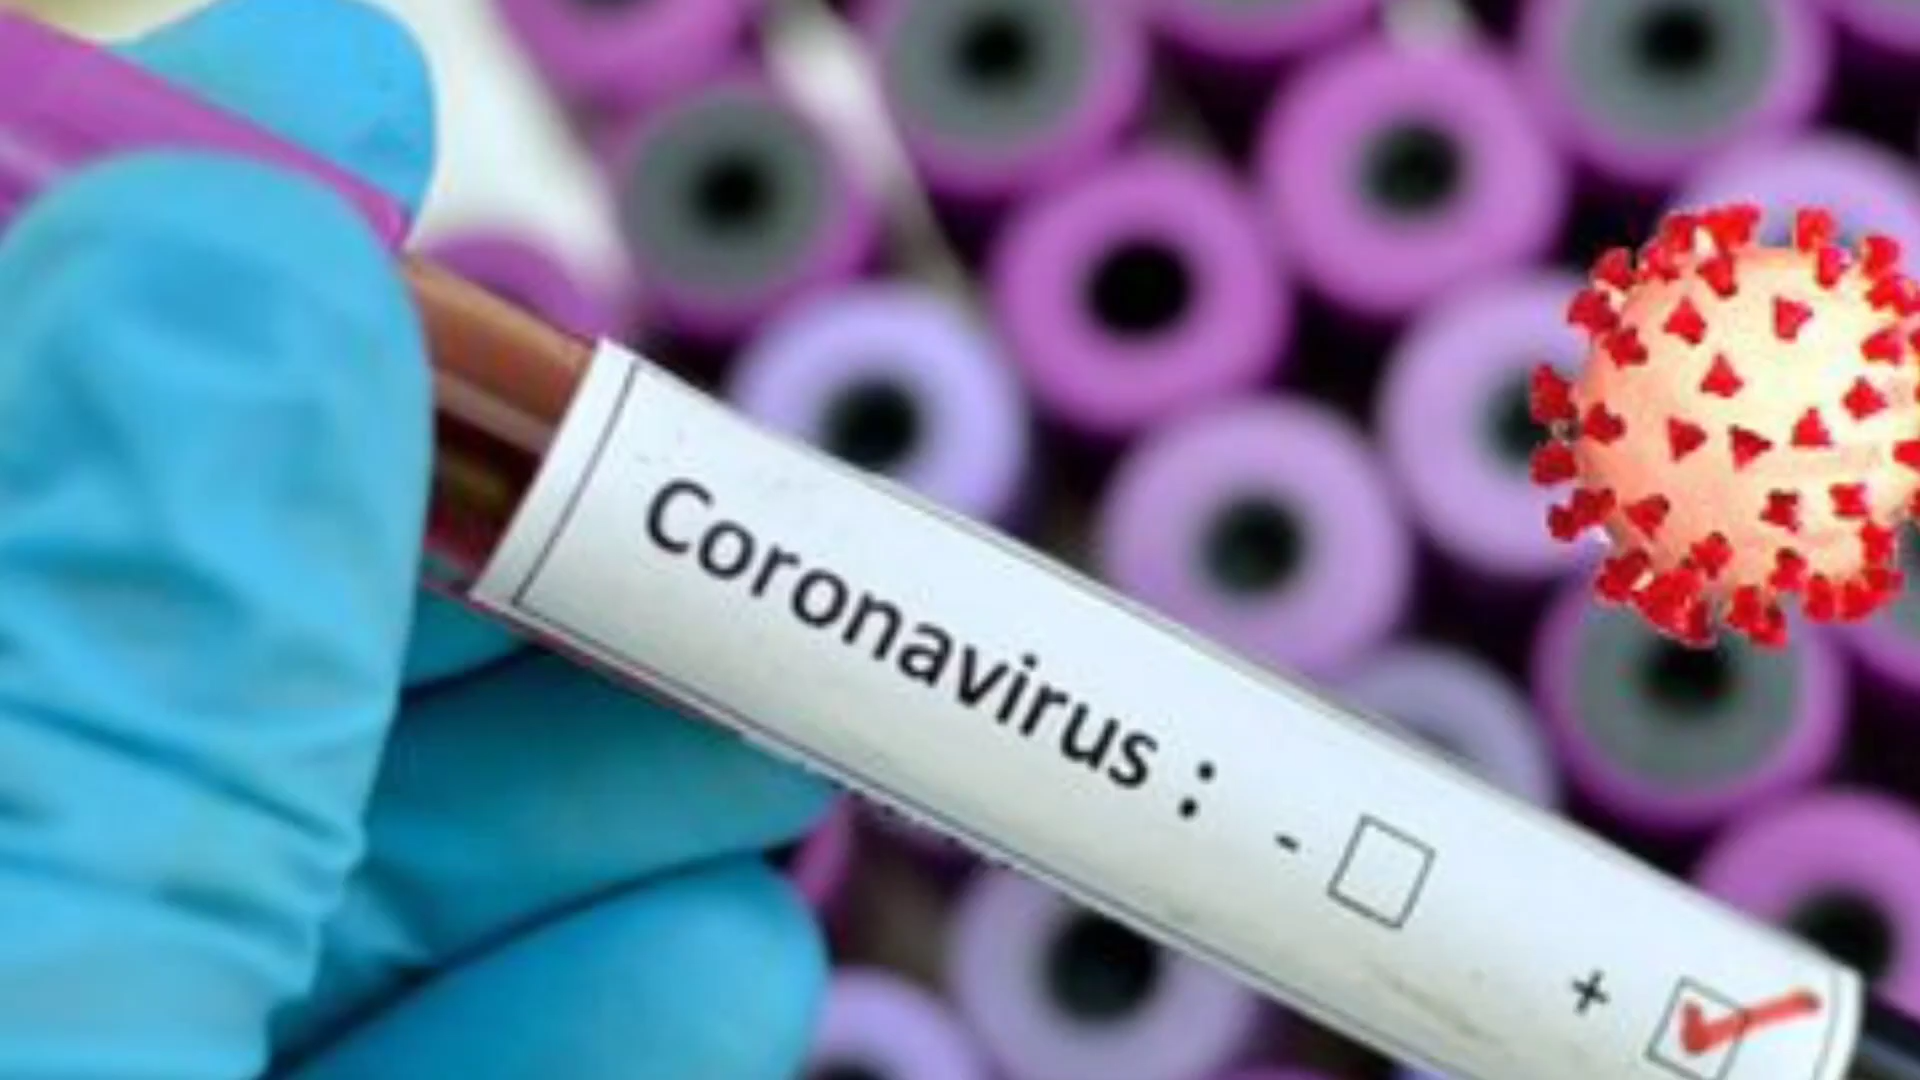 Coronavirus : - ☐
+ ☑